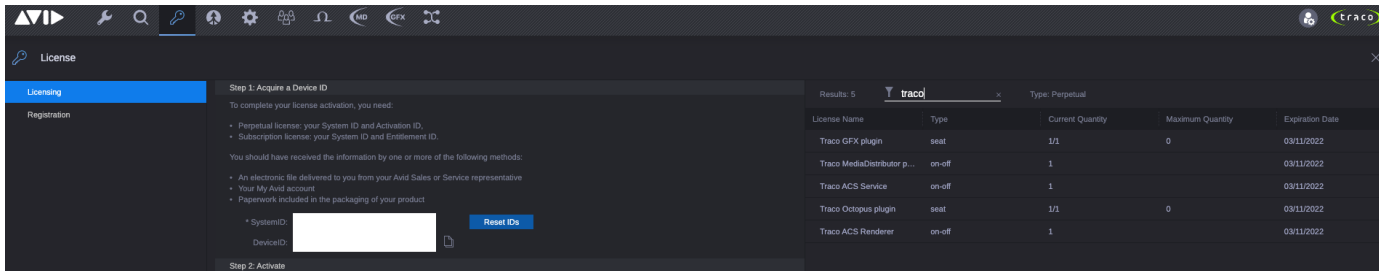 AVID
MD
GFX
traco
License
Licensing
Registration
Step 1: Acquire a Device ID
To complete your license activation, you need:
• Perpetual license: your System ID and Activation ID,
• Subscription license: your System ID and Entitlement ID.
You should have received the information by one or more of the following methods:
• An electronic file delivered to you from your Avid Sales or Service representative
• Your My Avid account
• Paperwork included in the packaging of your product
* SystemID:
Reset IDs
DeviceID:
Step 2: Activate
Results: 5 traco × Type: Perpetual
License Name Type Current Quantity Maximum Quantity Expiration Date
Traco GFX plugin seat 1/1 0 03/11/2022
Traco MediaDistributor p... on-off 1 03/11/2022
Traco ACS Service on-off 1 03/11/2022
Traco Octopus plugin seat 1/1 0 03/11/2022
Traco ACS Renderer on-off 1 03/11/2022